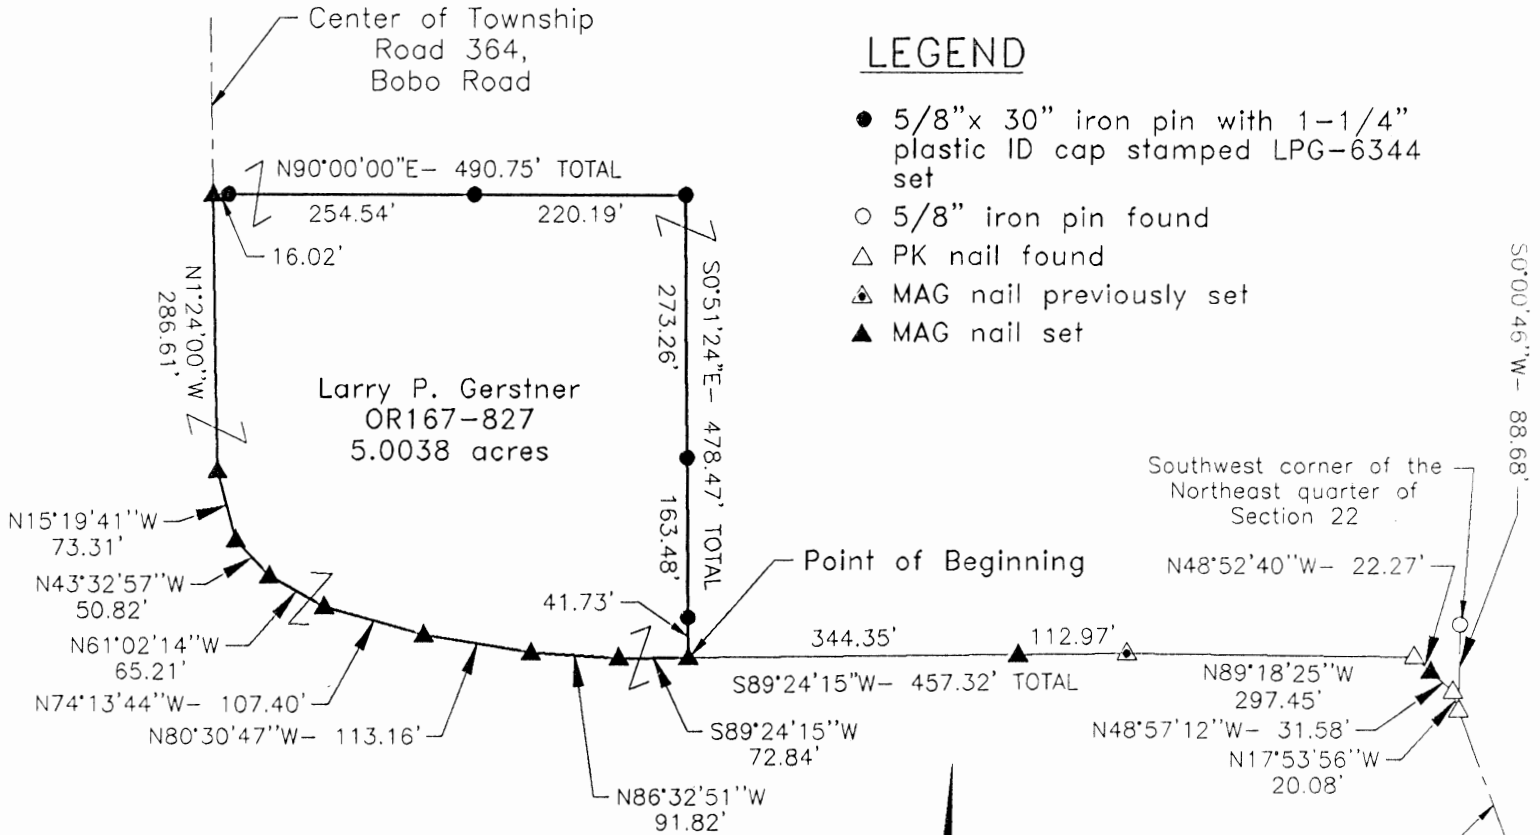 Center of Township
Road 364,
Bobo Road
LEGEND
5/8"x 30" iron pin with 1-1/4"
plastic ID cap stamped LPG-6344
set
5/8" iron pin found
PK nail found
MAG nail previously set
MAG nail set
N90°00'00"E- 490.75' TOTAL
254.54'
220.19'
16.02'
N1°24'00"W
286.61'
S0°51'24"E- 478.47' TOTAL
273.26'
163.48'
Larry P. Gerstner
OR167-827
5.0038 acres
S0°00'46"W- 88.68'
Southwest corner of the
Northeast quarter of
Section 22
N15°19'41"W
73.31'
N43°32'57"W
50.82'
N61°02'14"W
65.21'
N74°13'44"W- 107.40'
N80°30'47"W- 113.16'
N86°32'51"W
91.82'
S89°24'15"W
72.84'
41.73'
Point of Beginning
344.35'
112.97'
S89°24'15"W- 457.32' TOTAL
N48°52'40"W- 22.27'
N89°18'25"W
297.45'
N48°57'12"W- 31.58'
N17°53'56"W
20.08'